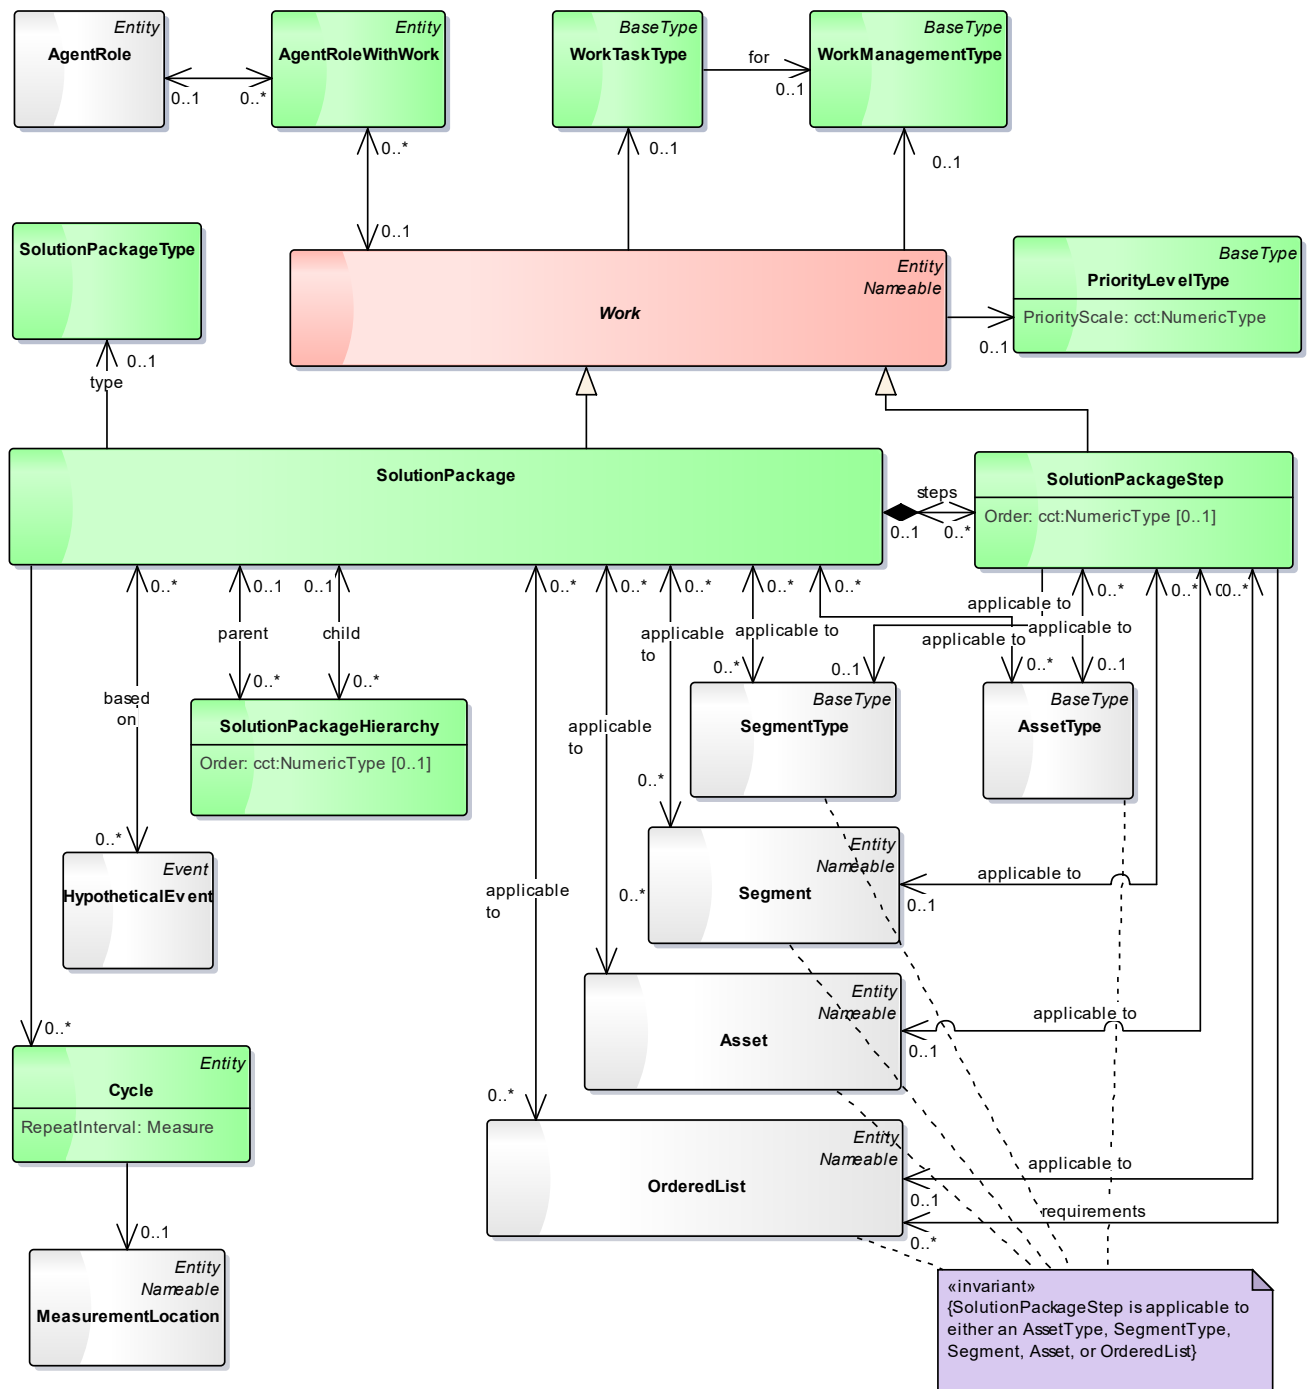 Entity
AgentRole
Entity
AgentRoleWithWork
BaseType
WorkTaskType
BaseType
WorkManagementType
for
0..1
0..1
0..*
0..*
0..1
0..1
0..1
SolutionPackageType
Entity
Nameable
Work
BaseType
PriorityLevelType
PriorityScale: cct:NumericType
0..1
0..1
type
SolutionPackage
steps
0..1
0..*
SolutionPackageStep
Order: cct:NumericType [0..1]
0..*
0..1
0..1
0..*
0..*
0..*
0..*
0..*
0..*
0..*
0..*
parent
child
applicable
to
applicable to
applicable to
applicable to
applicable to
0..*
0..*
0..*
0..1
0..*
0..1
based
on
SolutionPackageHierarchy
Order: cct:NumericType [0..1]
BaseType
SegmentType
BaseType
AssetType
applicable
to
0..*
0..*
Event
HypotheticalEvent
Entity
Nameable
Segment
applicable to
0..1
applicable
to
0..*
Entity
Nameable
Asset
applicable to
0..1
0..*
Entity
Cycle
RepeatInterval: Measure
0..*
Entity
Nameable
OrderedList
applicable to
0..1
requirements
0..*
0..1
Entity
Nameable
MeasurementLocation
«invariant»
{SolutionPackageStep is applicable to
either an AssetType, SegmentType,
Segment, Asset, or OrderedList}